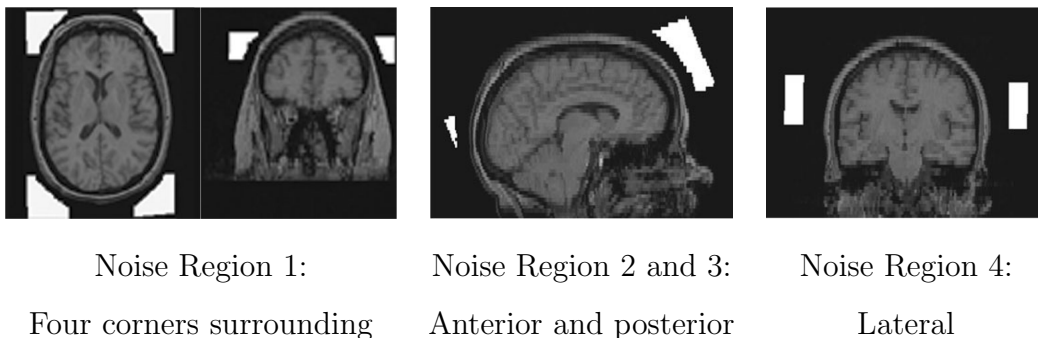 Noise Region 1:
Four corners surrounding
Noise Region 2 and 3:
Anterior and posterior
Noise Region 4:
Lateral